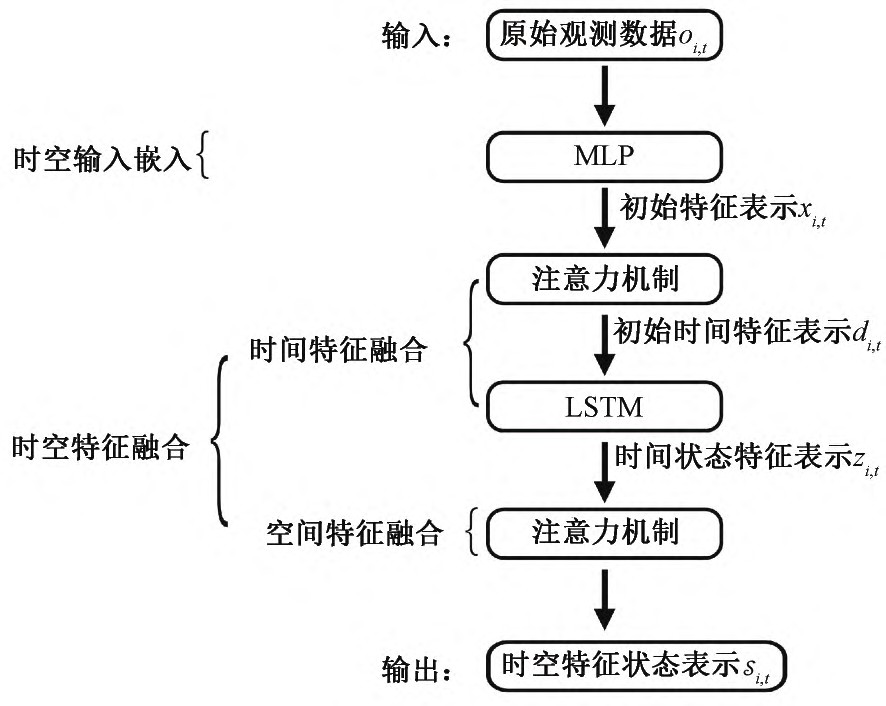 输入： 原始观测数据o_{i,t}
时空输入嵌入 MLP
初始特征表示x_{i,t}
注意力机制
初始时间特征表示d_{i,t}
时间特征融合
LSTM
时空特征融合
时间状态特征表示z_{i,t}
空间特征融合 注意力机制
输出： 时空特征状态表示s_{i,t}